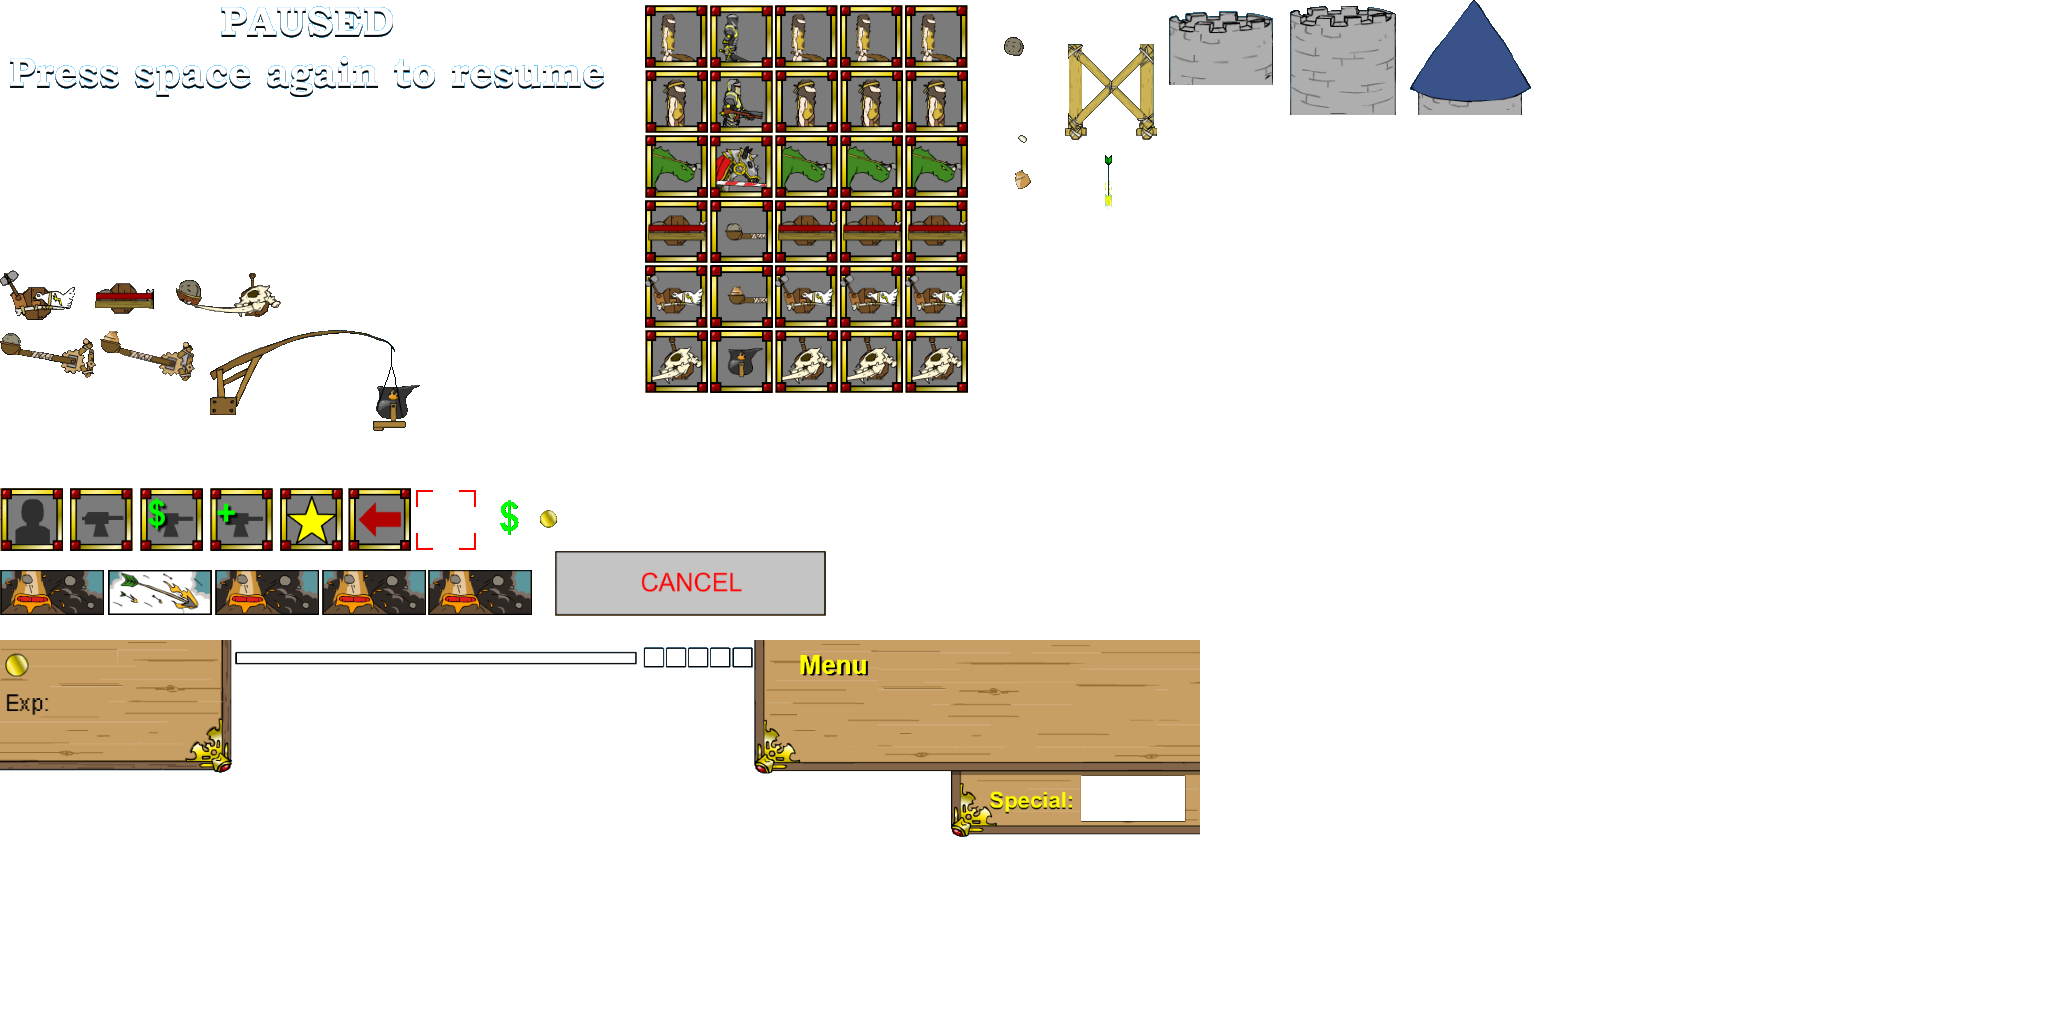 PAUSED
Press space again to resume
$
+
$
CANCEL
Menu
Exp:
Special: